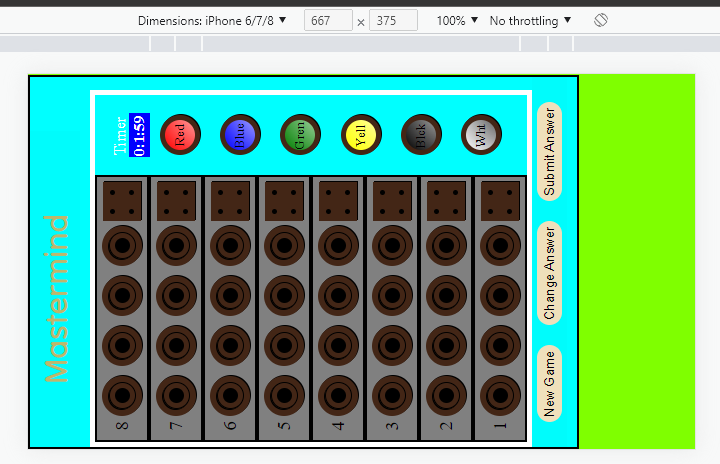 Dimensions: iPhone 6/7/8 ▼ 667 × 375 100% ▼ No throttling ▼
Mastermind
Timer
0:1:59
Red
Blue
Gren
Yell
Blck
Wht
8
7
6
5
4
3
2
1
New Game
Change Answer
Submit Answer